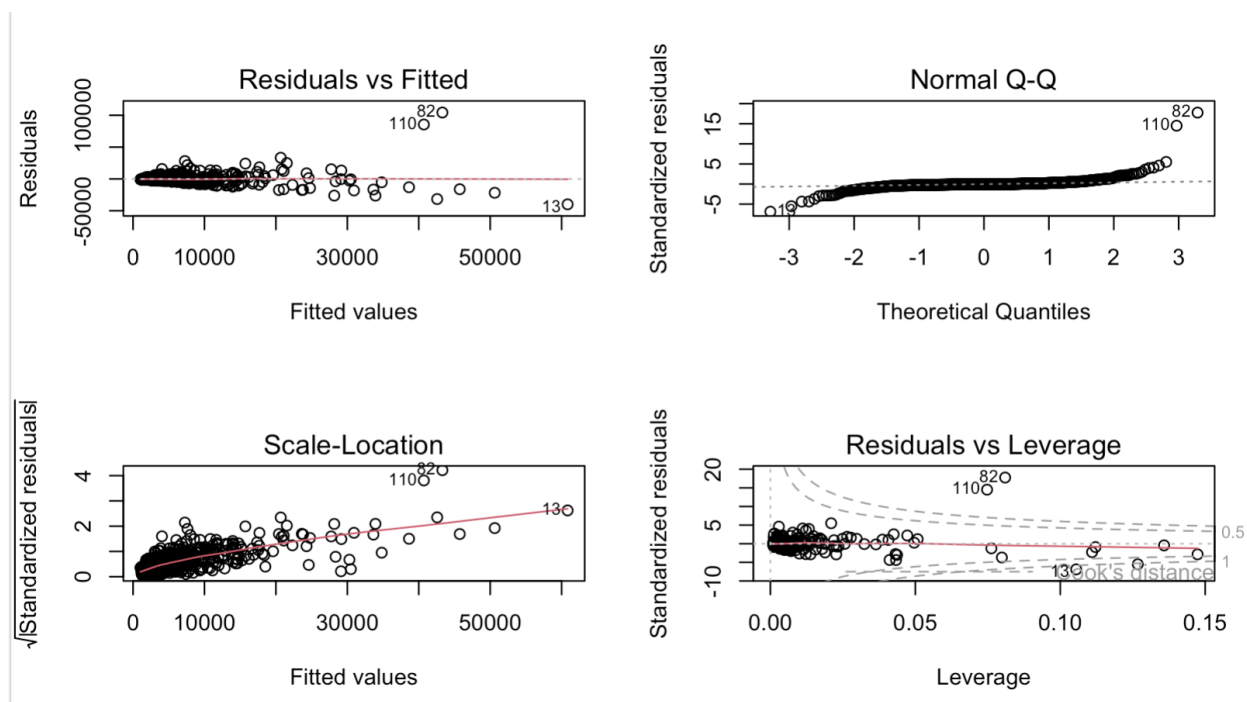 Residuals vs Fitted
Residuals
100000
-50000
82
110
13
0 10000 30000 50000
Fitted values
Normal Q-Q
Standardized residuals
15
5
-5
82
110
13
-3 -2 -1 0 1 2 3
Theoretical Quantiles
Scale-Location
√|Standardized residuals|
4
2
0
82
110
13
0 10000 30000 50000
Fitted values
Residuals vs Leverage
Standardized residuals
20
5
-10
82
110
13
0.5
1
Cook's distance
0.00 0.05 0.10 0.15
Leverage